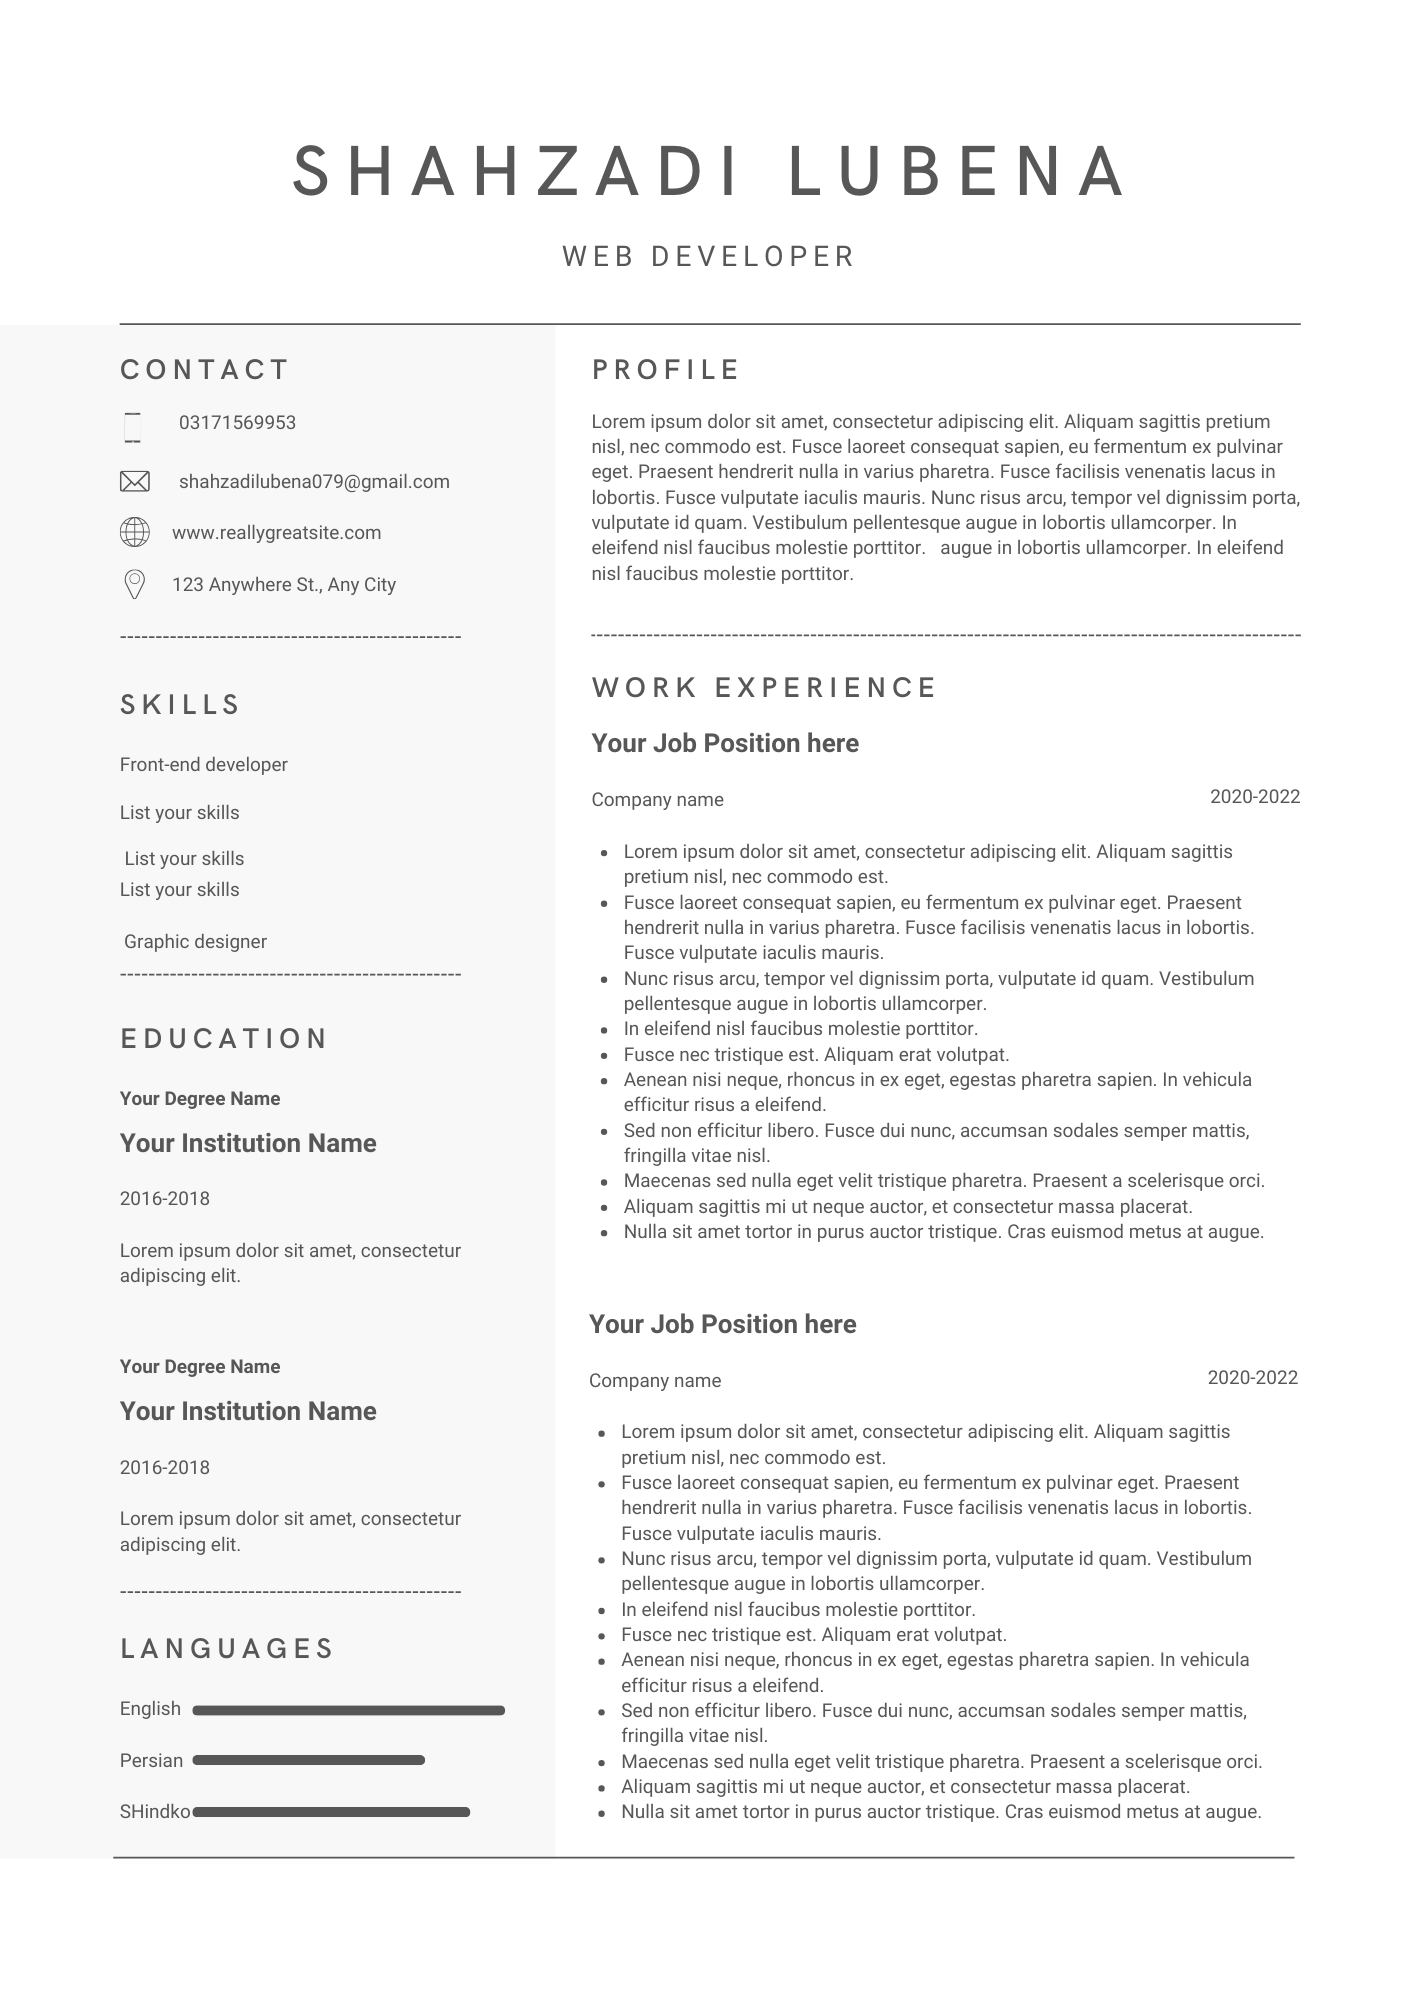 SHAHZADI LUBENA
WEB DEVELOPER
CONTACT
03171569953
shahzadilubena079@gmail.com
www.reallygreatsite.com
123 Anywhere St., Any City
------------------------------------------------
SKILLS
Front-end developer
List your skills
List your skills
List your skills
Graphic designer
------------------------------------------------
EDUCATION
Your Degree Name
Your Institution Name
2016-2018
Lorem ipsum dolor sit amet, consectetur
adipiscing elit.
Your Degree Name
Your Institution Name
2016-2018
Lorem ipsum dolor sit amet, consectetur
adipiscing elit.
------------------------------------------------
LANGUAGES
English
Persian
SHindko
PROFILE
Lorem ipsum dolor sit amet, consectetur adipiscing elit. Aliquam sagittis pretium
nisl, nec commodo est. Fusce laoreet consequat sapien, eu fermentum ex pulvinar
eget. Praesent hendrerit nulla in varius pharetra. Fusce facilisis venenatis lacus in
lobortis. Fusce vulputate iaculis mauris. Nunc risus arcu, tempor vel dignissim porta,
vulputate id quam. Vestibulum pellentesque augue in lobortis ullamcorper. In
eleifend nisl faucibus molestie porttitor.   augue in lobortis ullamcorper. In eleifend
nisl faucibus molestie porttitor.
----------------------------------------------------------------------------------------------------
WORK EXPERIENCE
Your Job Position here
Company name 2020-2022
• Lorem ipsum dolor sit amet, consectetur adipiscing elit. Aliquam sagittis
pretium nisl, nec commodo est.
• Fusce laoreet consequat sapien, eu fermentum ex pulvinar eget. Praesent
hendrerit nulla in varius pharetra. Fusce facilisis venenatis lacus in lobortis.
Fusce vulputate iaculis mauris.
• Nunc risus arcu, tempor vel dignissim porta, vulputate id quam. Vestibulum
pellentesque augue in lobortis ullamcorper.
• In eleifend nisl faucibus molestie porttitor.
• Fusce nec tristique est. Aliquam erat volutpat.
• Aenean nisi neque, rhoncus in ex eget, egestas pharetra sapien. In vehicula
efficitur risus a eleifend.
• Sed non efficitur libero. Fusce dui nunc, accumsan sodales semper mattis,
fringilla vitae nisl.
• Maecenas sed nulla eget velit tristique pharetra. Praesent a scelerisque orci.
• Aliquam sagittis mi ut neque auctor, et consectetur massa placerat.
• Nulla sit amet tortor in purus auctor tristique. Cras euismod metus at augue.
Your Job Position here
Company name 2020-2022
• Lorem ipsum dolor sit amet, consectetur adipiscing elit. Aliquam sagittis
pretium nisl, nec commodo est.
• Fusce laoreet consequat sapien, eu fermentum ex pulvinar eget. Praesent
hendrerit nulla in varius pharetra. Fusce facilisis venenatis lacus in lobortis.
Fusce vulputate iaculis mauris.
• Nunc risus arcu, tempor vel dignissim porta, vulputate id quam. Vestibulum
pellentesque augue in lobortis ullamcorper.
• In eleifend nisl faucibus molestie porttitor.
• Fusce nec tristique est. Aliquam erat volutpat.
• Aenean nisi neque, rhoncus in ex eget, egestas pharetra sapien. In vehicula
efficitur risus a eleifend.
• Sed non efficitur libero. Fusce dui nunc, accumsan sodales semper mattis,
fringilla vitae nisl.
• Maecenas sed nulla eget velit tristique pharetra. Praesent a scelerisque orci.
• Aliquam sagittis mi ut neque auctor, et consectetur massa placerat.
• Nulla sit amet tortor in purus auctor tristique. Cras euismod metus at augue.